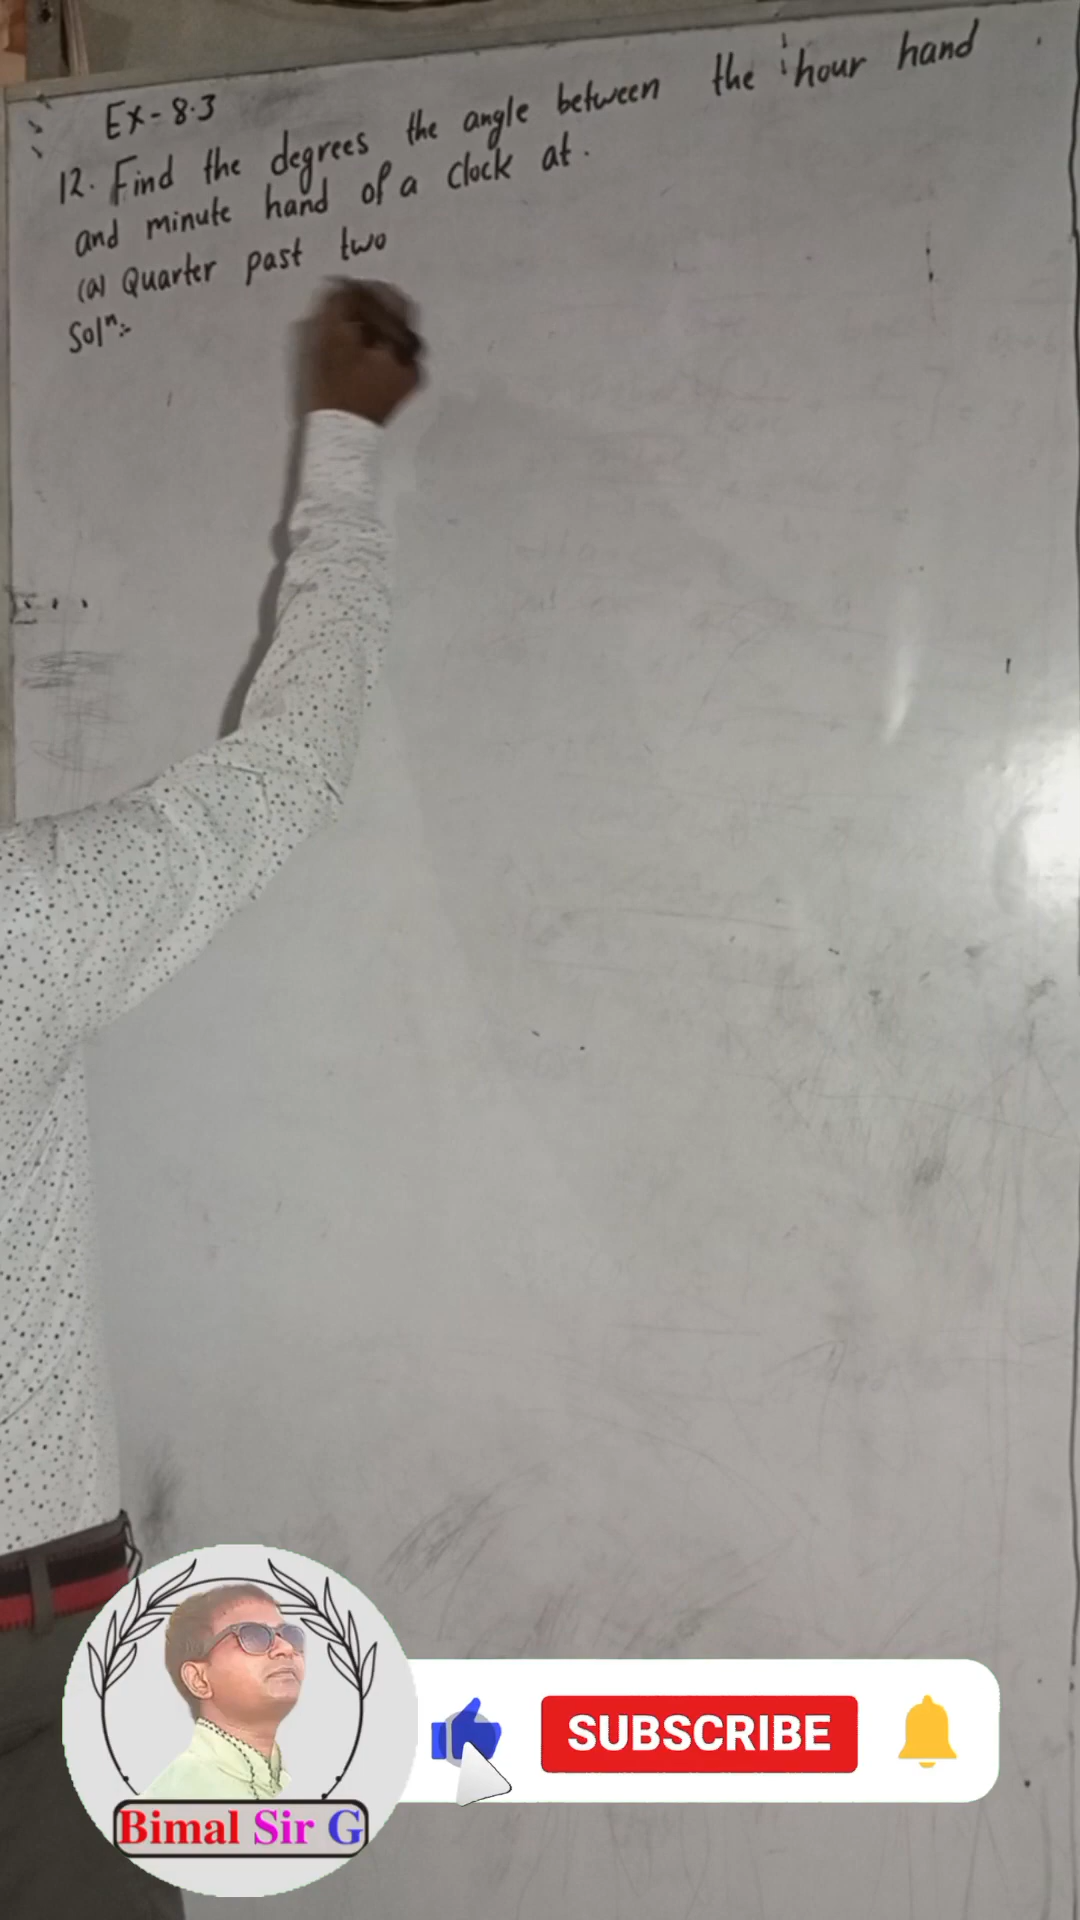 Ex-8.3
12. Find the degrees the angle between the hour hand
and minute hand of a clock at.
(a) Quarter past two
Solⁿ:-
SUBSCRIBE
Bimal Sir G